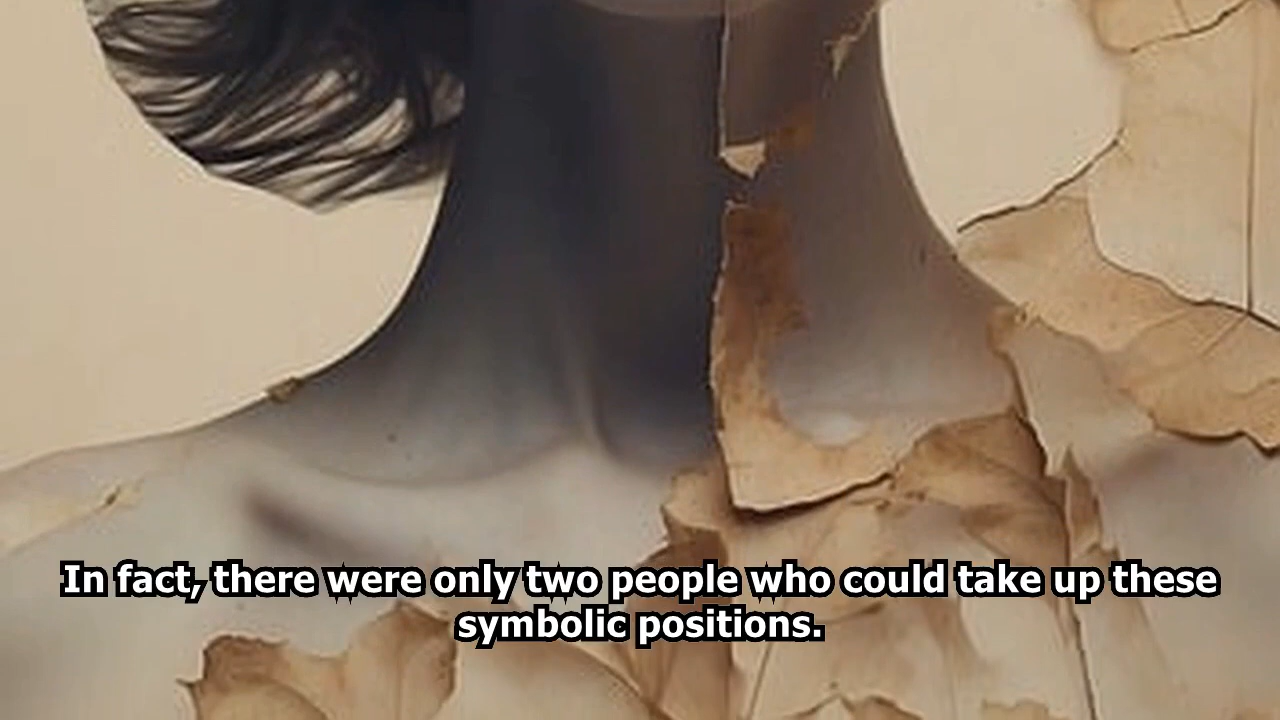 In fact, there were only two people who could take up these
symbolic positions.